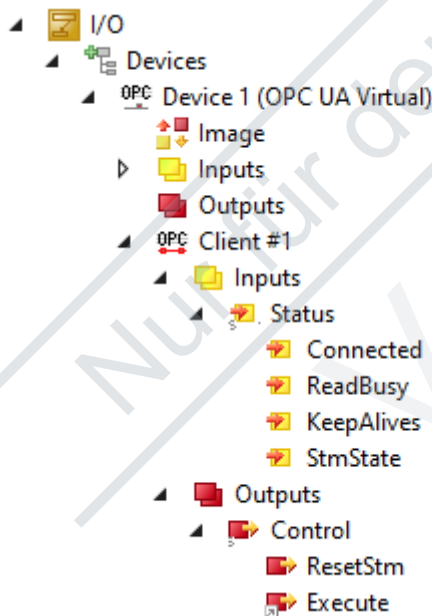 I/O
Devices
OPC Device 1 (OPC UA Virtual)
Image
Inputs
Outputs
OPC Client #1
Inputs
s Status
Connected
ReadBusy
KeepAlives
StmState
Outputs
s Control
ResetStm
Execute
Nur für den